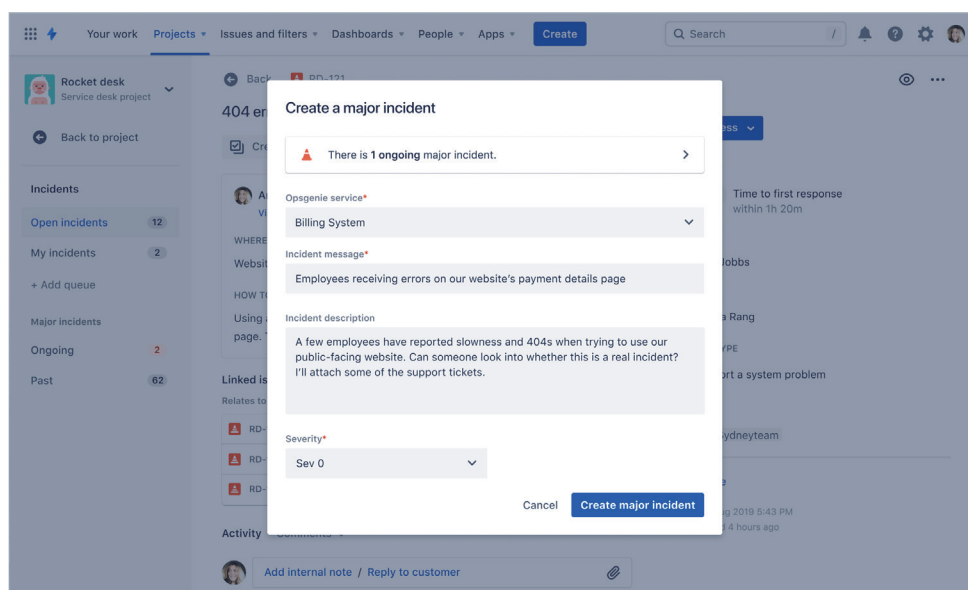 Your work Projects Issues and filters Dashboards People Apps Create Search /
Rocket desk
Service desk project
Back to project
Incidents
Open incidents 12
My incidents 2
+ Add queue
Major incidents
Ongoing 2
Past 62
Back RD-121
404
Create a major incident
There is 1 ongoing major incident.
Opsgenie service*
Billing System
Incident message*
Employees receiving errors on our website's payment details page
Incident description
A few employees have reported slowness and 404s when trying to use our
public-facing website. Can someone look into whether this is a real incident?
I'll attach some of the support tickets.
Severity*
Sev 0
Cancel Create major incident
WHERE
Websit
HOW TO
Using
page.
Linked is
Relates to
RD-
RD-
RD-
Activity
Add internal note / Reply to customer
Time to first response
within 1h 20m
Rang
ort a system problem
ydneyteam
2019 5:43 PM
4 hours ago